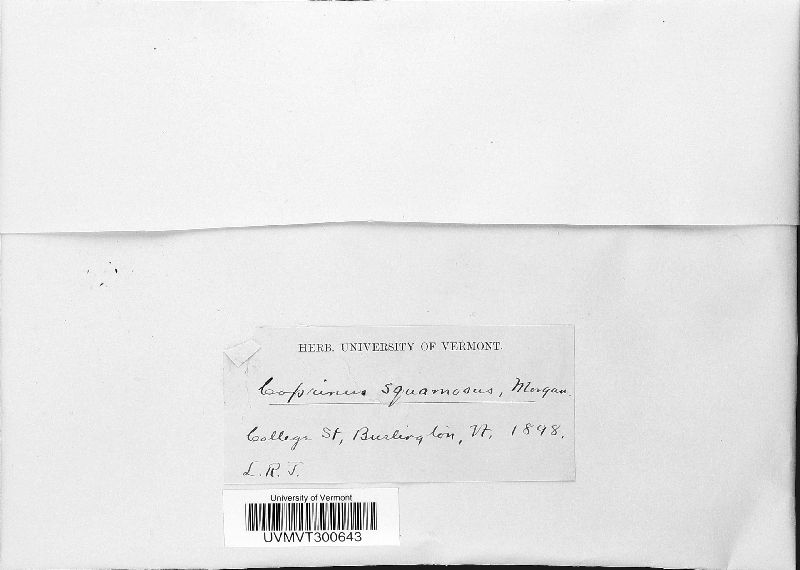 HERB. UNIVERSITY OF VERMONT.
Coprinus squamosus, Morgan.
College St, Burlington, Vt, 1898.
L. R. J.
University of Vermont
UVMVT300643